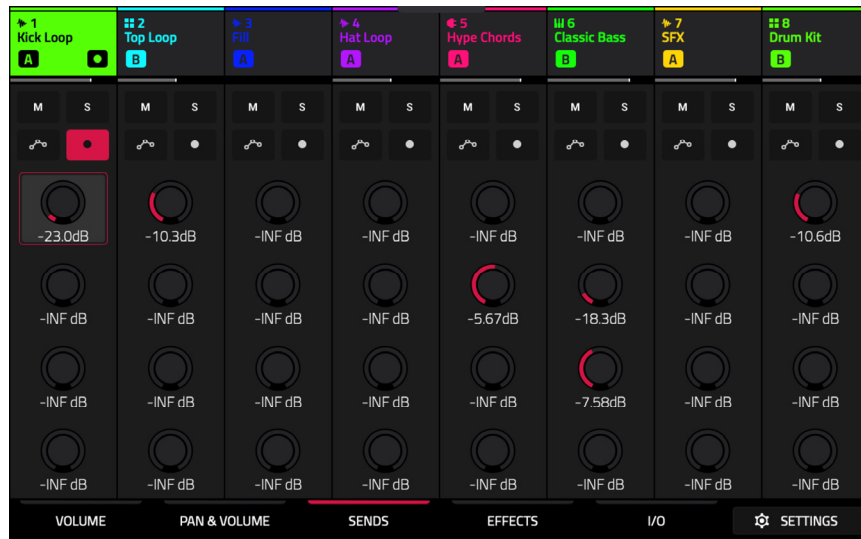 1 2 3 4 5 6 7 8
Kick Loop Top Loop Fill Hat Loop Hype Chords Classic Bass SFX Drum Kit
A B A A A B A B
M S M S M S M S M S M S M S M S
-23.0dB -10.3dB -INF dB -INF dB -INF dB -INF dB -INF dB -10.6dB
-INF dB -INF dB -INF dB -INF dB -5.67dB -18.3dB -INF dB -INF dB
-INF dB -INF dB -INF dB -INF dB -INF dB -7.58dB -INF dB -INF dB
-INF dB -INF dB -INF dB -INF dB -INF dB -INF dB -INF dB -INF dB
VOLUME PAN & VOLUME SENDS EFFECTS I/O SETTINGS